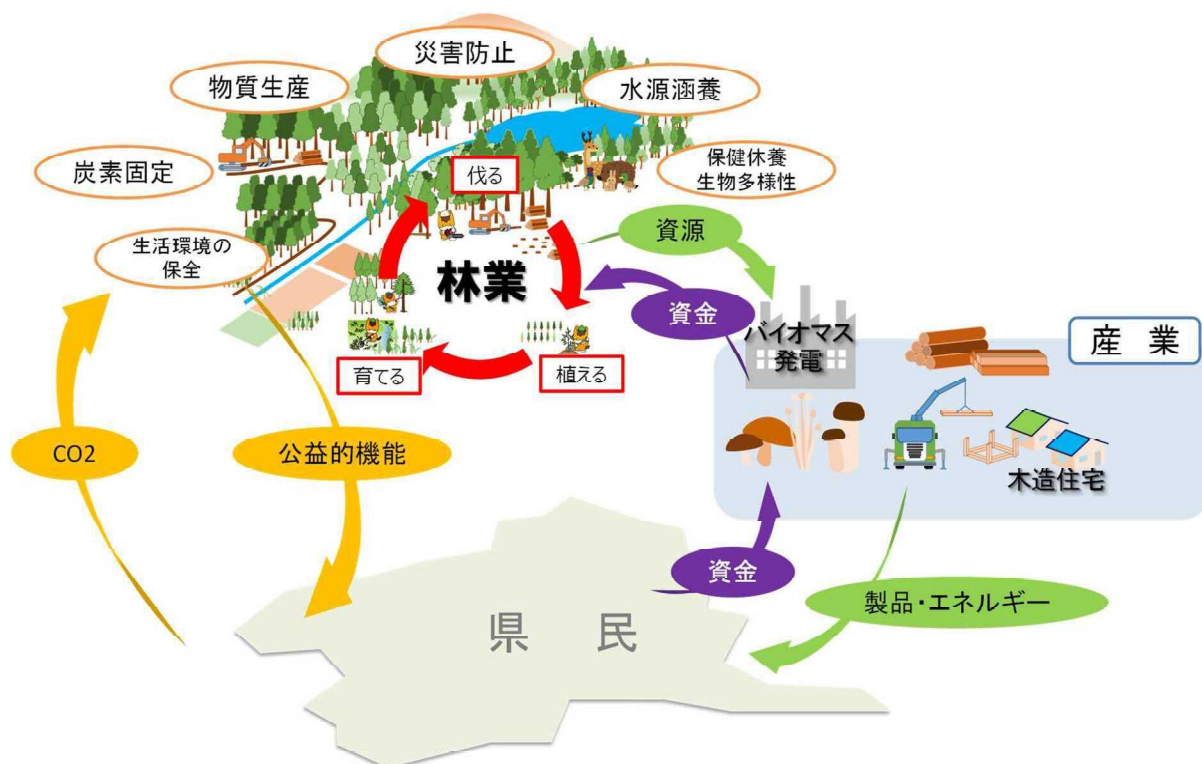 災害防止
物質生産
水源涵養
炭素固定
保健休養
生物多様性
伐る
生活環境の
保全
資源
林業
資金
バイオマス
発電
産 業
育てる
植える
CO2
公益的機能
木造住宅
資金
製品・エネルギー
県 民